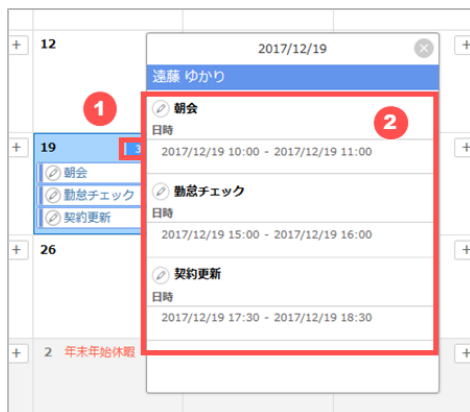 + 12
2017/12/19
+
遠藤 ゆかり
1
朝会
2
日時
2017/12/19 10:00 - 2017/12/19 11:00
+ 19 3
+
朝会
勤怠チェック
契約更新
勤怠チェック
日時
2017/12/19 15:00 - 2017/12/19 16:00
+ 26
+
契約更新
日時
2017/12/19 17:30 - 2017/12/19 18:30
+ 2 年末年始休暇
+